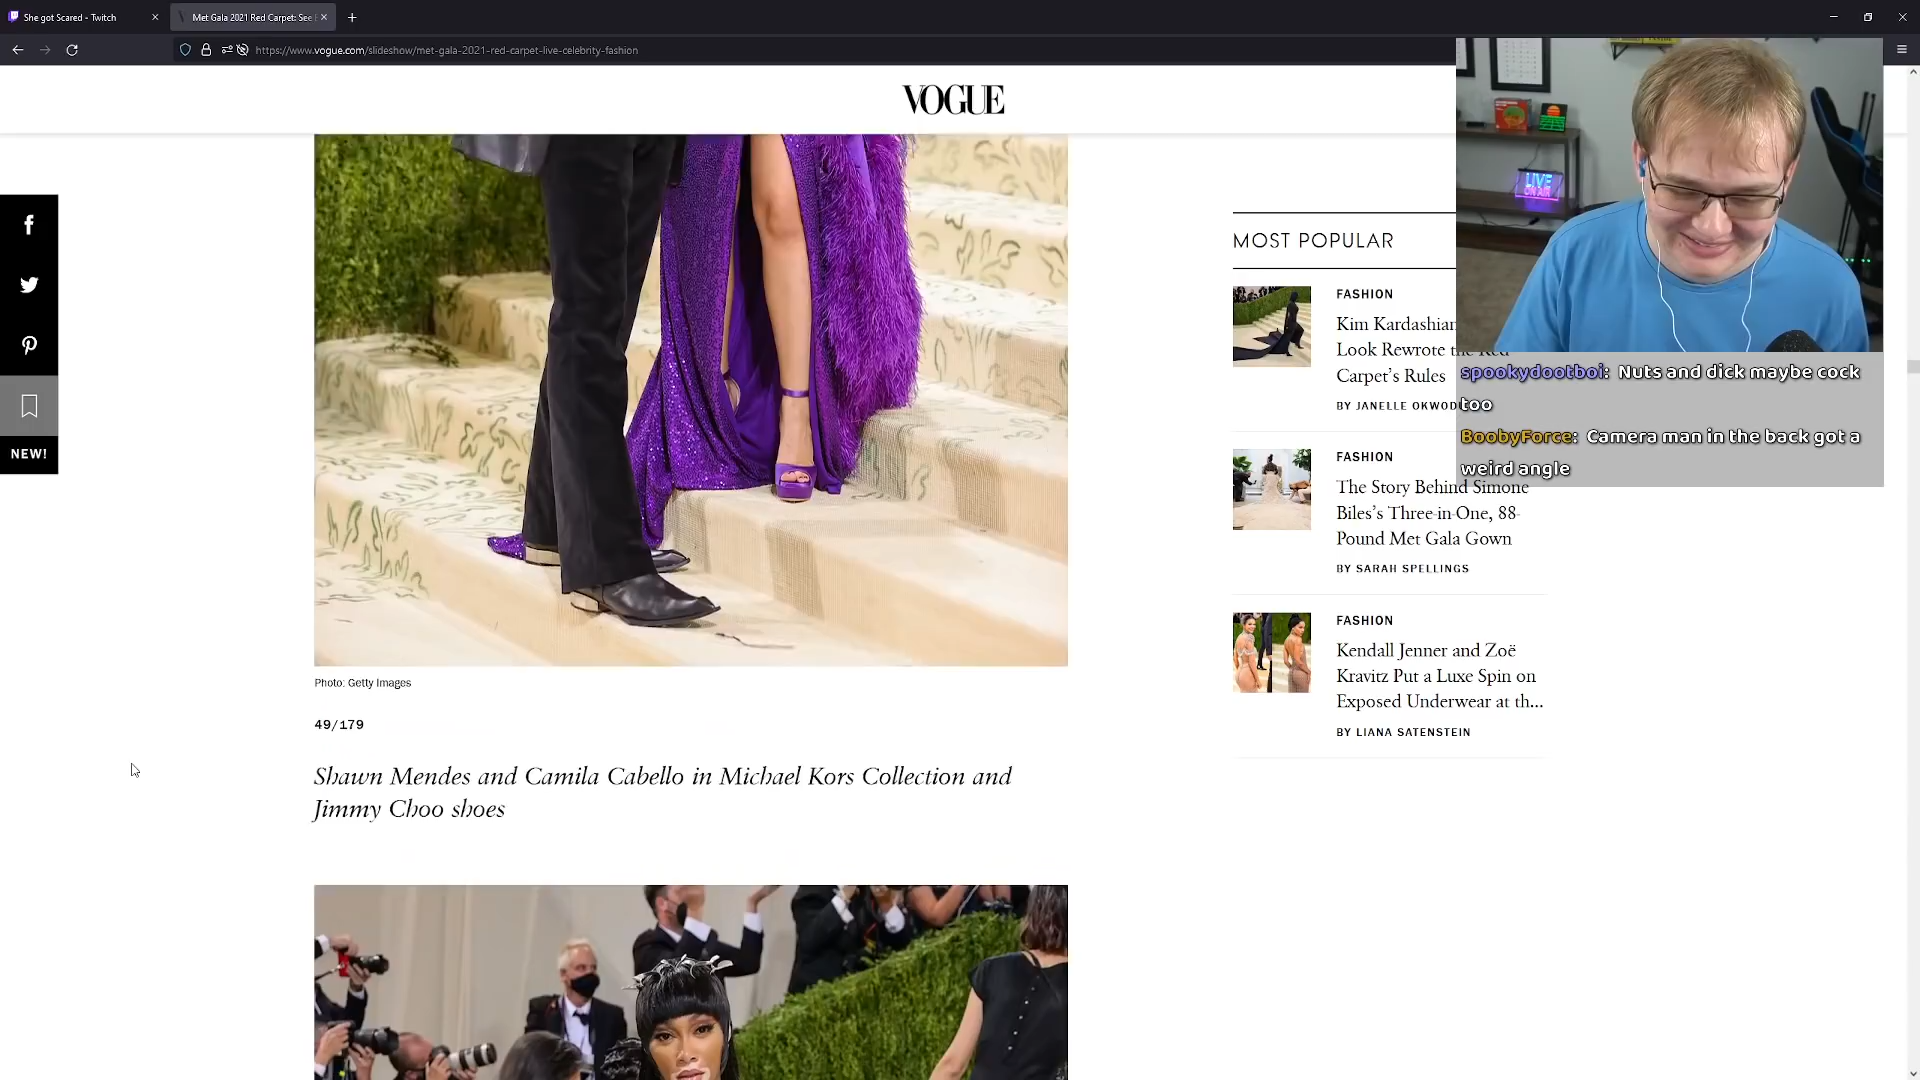 She got Scared - Twitch
Met Gala 2021 Red Carpet: See E
https://www.vogue.com/slideshow/met-gala-2021-red-carpet-live-celebrity-fashion
VOGUE
NEW!
Photo: Getty Images
49/179
Shawn Mendes and Camila Cabello in Michael Kors Collection and
Jimmy Choo shoes
MOST POPULAR
FASHION
Kim Kardashian
Look Rewrote the Red
Carpet's Rules
BY JANELLE OKWODU
FASHION
The Story Behind Simone
Biles's Three-in-One, 88-
Pound Met Gala Gown
BY SARAH SPELLINGS
FASHION
Kendall Jenner and Zoë
Kravitz Put a Luxe Spin on
Exposed Underwear at th...
BY LIANA SATENSTEIN
LIVE
ON AIR
spookydootboi: Nuts and dick maybe cock
too
BoobyForce: Camera man in the back got a
weird angle